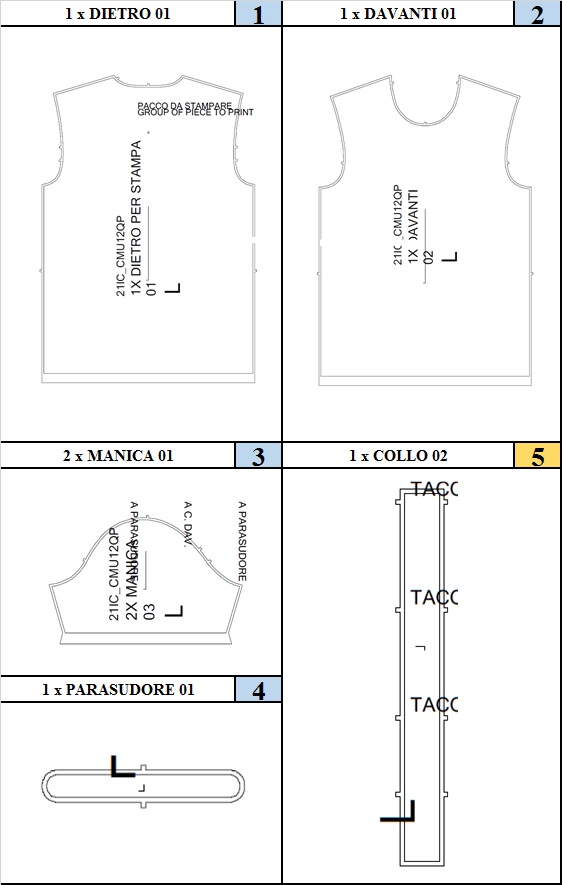 1 x DIETRO 01
1
PACCO DA STAMPARE
GROUP OF PIECE TO PRINT
21IC_CMU12QP
1X DIETRO PER STAMPA
01
L
1 x DAVANTI 01
2
21IC_CMU12QP
1X DAVANTI
02
L
2 x MANICA 01
3
A PARASUDORE
A C. DAV.
A PARASUDORE
21IC_CMU12QP
2X MANICA
03
L
1 x PARASUDORE 01
4
L
L
1 x COLLO 02
5
TACC
TACC
L
TACC
L